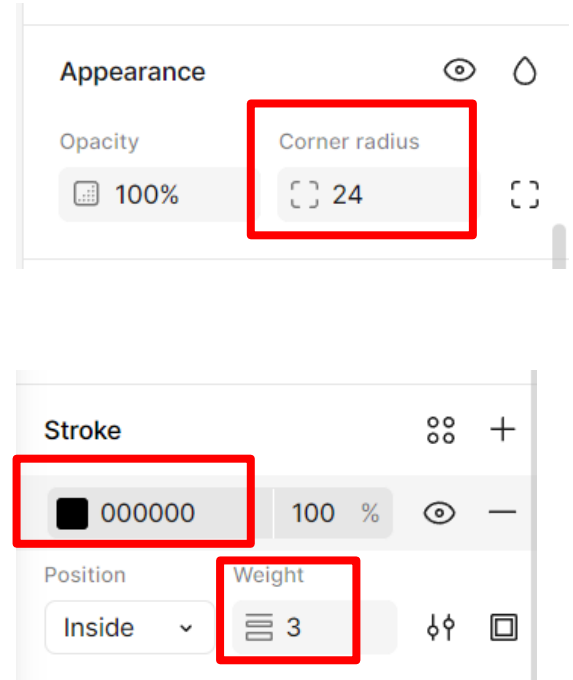 Appearance
Opacity Corner radius
100% 24
Stroke
000000 100 %
Position Weight
Inside 3